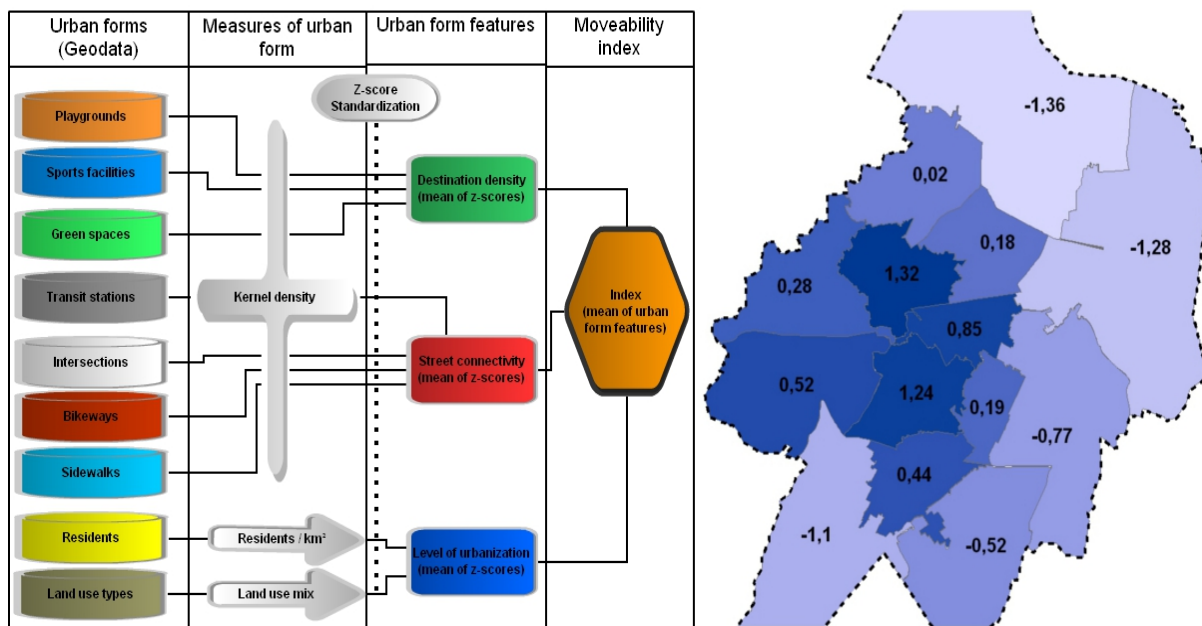 Urban forms
(Geodata)
Measures of urban
form
Urban form features
Moveability
index
Z-score
Standardization
Playgrounds
Sports facilities
Green spaces
Transit stations
Intersections
Bikeways
Sidewalks
Residents
Land use types
Kernel density
Residents / km²
Land use mix
Destination density
(mean of z-scores)
Street connectivity
(mean of z-scores)
Level of urbanization
(mean of z-scores)
Index
(mean of urban
form features)
-1,36
0,02
-1,28
0,18
1,32
0,28
0,85
0,52
1,24
0,19
-0,77
0,44
-1,1
-0,52